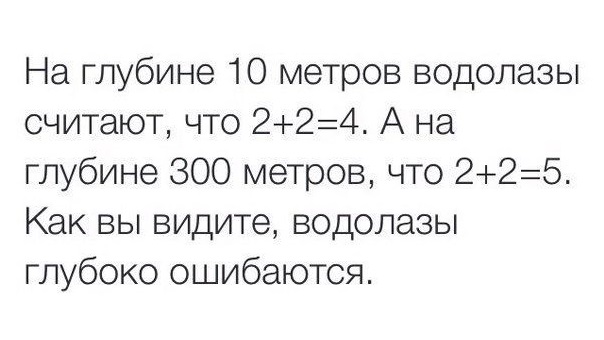 На глубине 10 метров водолазы
считают, что 2+2=4. А на
глубине 300 метров, что 2+2=5.
Как вы видите, водолазы
глубоко ошибаются.